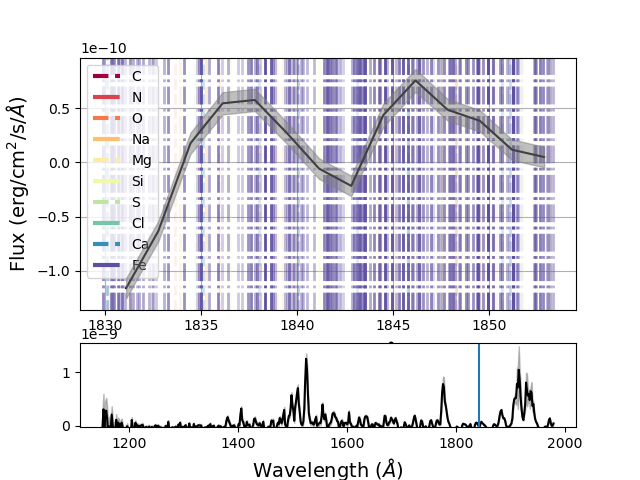 1e−10
Flux (erg/cm²/s/Å)
0.5
0.0
−0.5
−1.0
C
N
O
Na
Mg
Si
S
Cl
Ca
Fe
1830 1835 1840 1845 1850
1e−9
1
0
1200 1400 1600 1800 2000
Wavelength (Å)